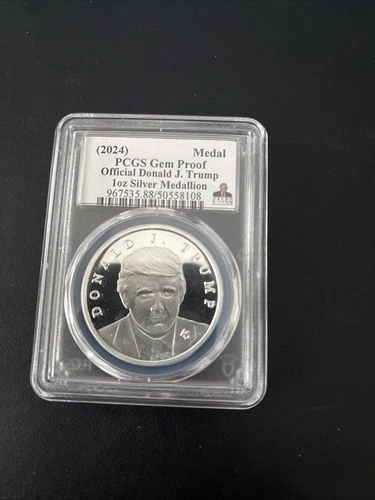 (2024) Medal
PCGS Gem Proof
Official Donald J. Trump
1oz Silver Medallion
967535.88/50558108
DONALD J. TRUMP